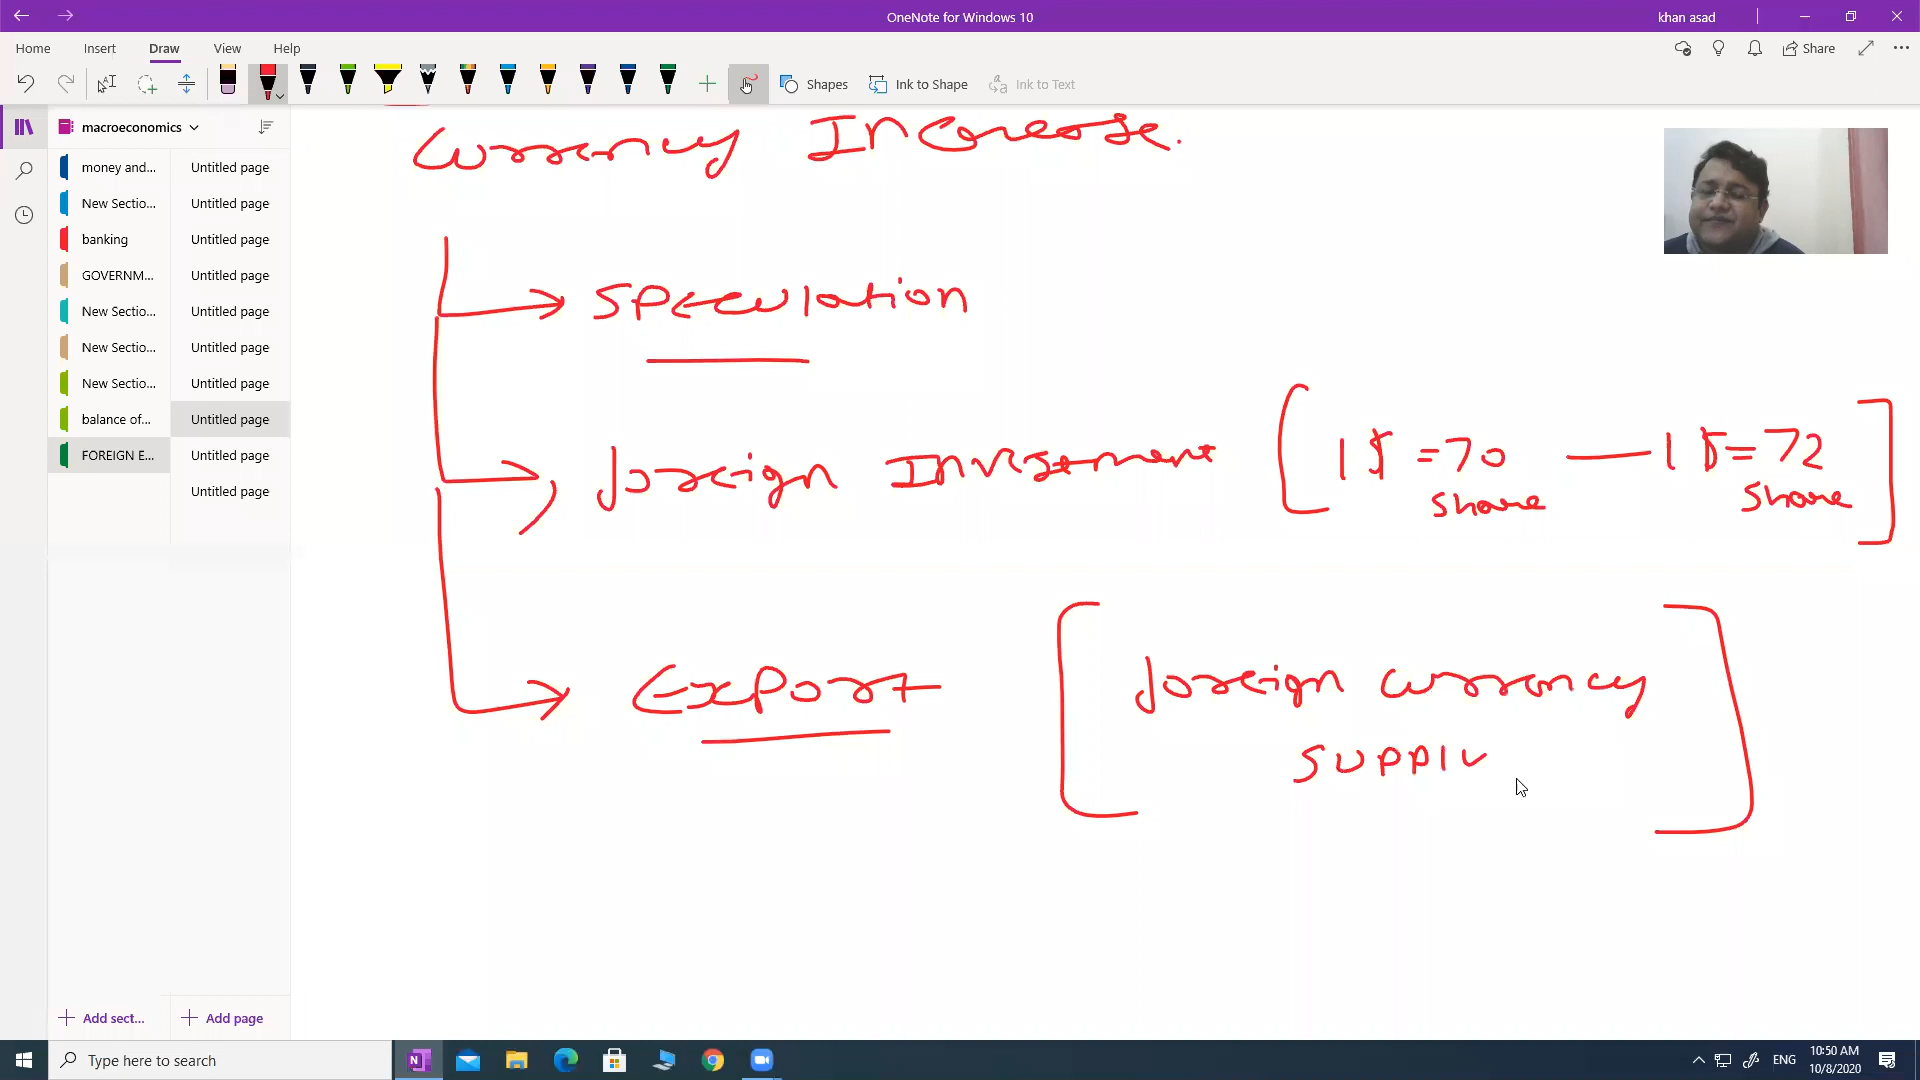 OneNote for Windows 10
khan asad
Home Insert Draw View Help
Share
Shapes Ink to Shape Ink to Text
macroeconomics
money and...
New Sectio...
banking
GOVERNM...
New Sectio...
New Sectio...
New Sectio...
balance of...
FOREIGN E...
Untitled page
Untitled page
Untitled page
Untitled page
Untitled page
Untitled page
Untitled page
Untitled page
Untitled page
Untitled page
Add sect...
Add page
Currency Increase.
Speculation
foreign Investment [1$ =70 — 1$=72]
share share
Export
foreign currency
supply
Type here to search
ENG
10:50 AM
10/8/2020